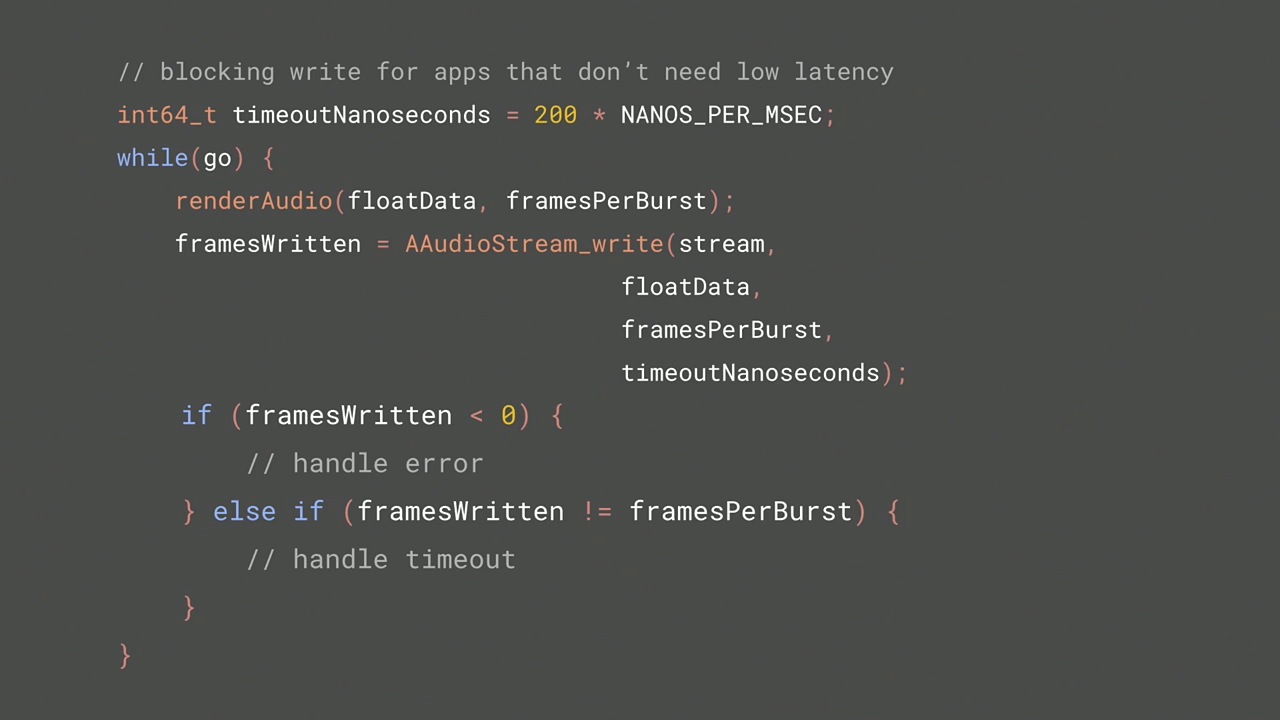 // blocking write for apps that don’t need low latency
int64_t timeoutNanoseconds = 200 * NANOS_PER_MSEC;
while(go) {
    renderAudio(floatData, framesPerBurst);
    framesWritten = AAudioStream_write(stream,
                                   floatData,
                                   framesPerBurst,
                                   timeoutNanoseconds);
    if (framesWritten < 0) {
        // handle error
    } else if (framesWritten != framesPerBurst) {
        // handle timeout
    }
}